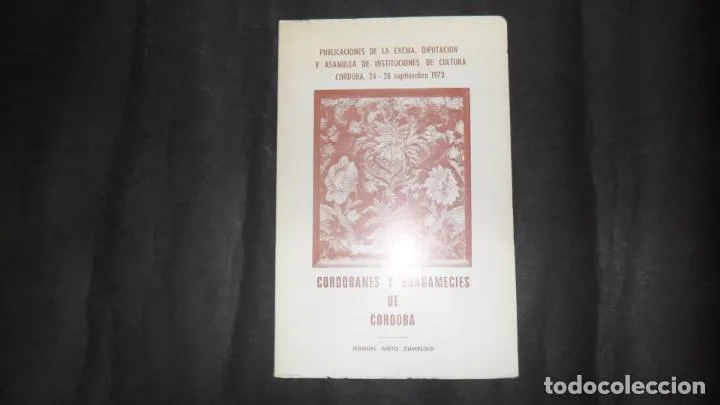 PUBLICACIONES DE LA EXCMA. DIPUTACION
V ASAMBLEA DE INSTITUCIONES DE CULTURA
CORDOBA, 24 - 28 septiembre 1973
CORDOBANES Y GUADAMECIES
DE
CORDOBA
MANUEL NIETO CUMPLIDO
todocoleccion